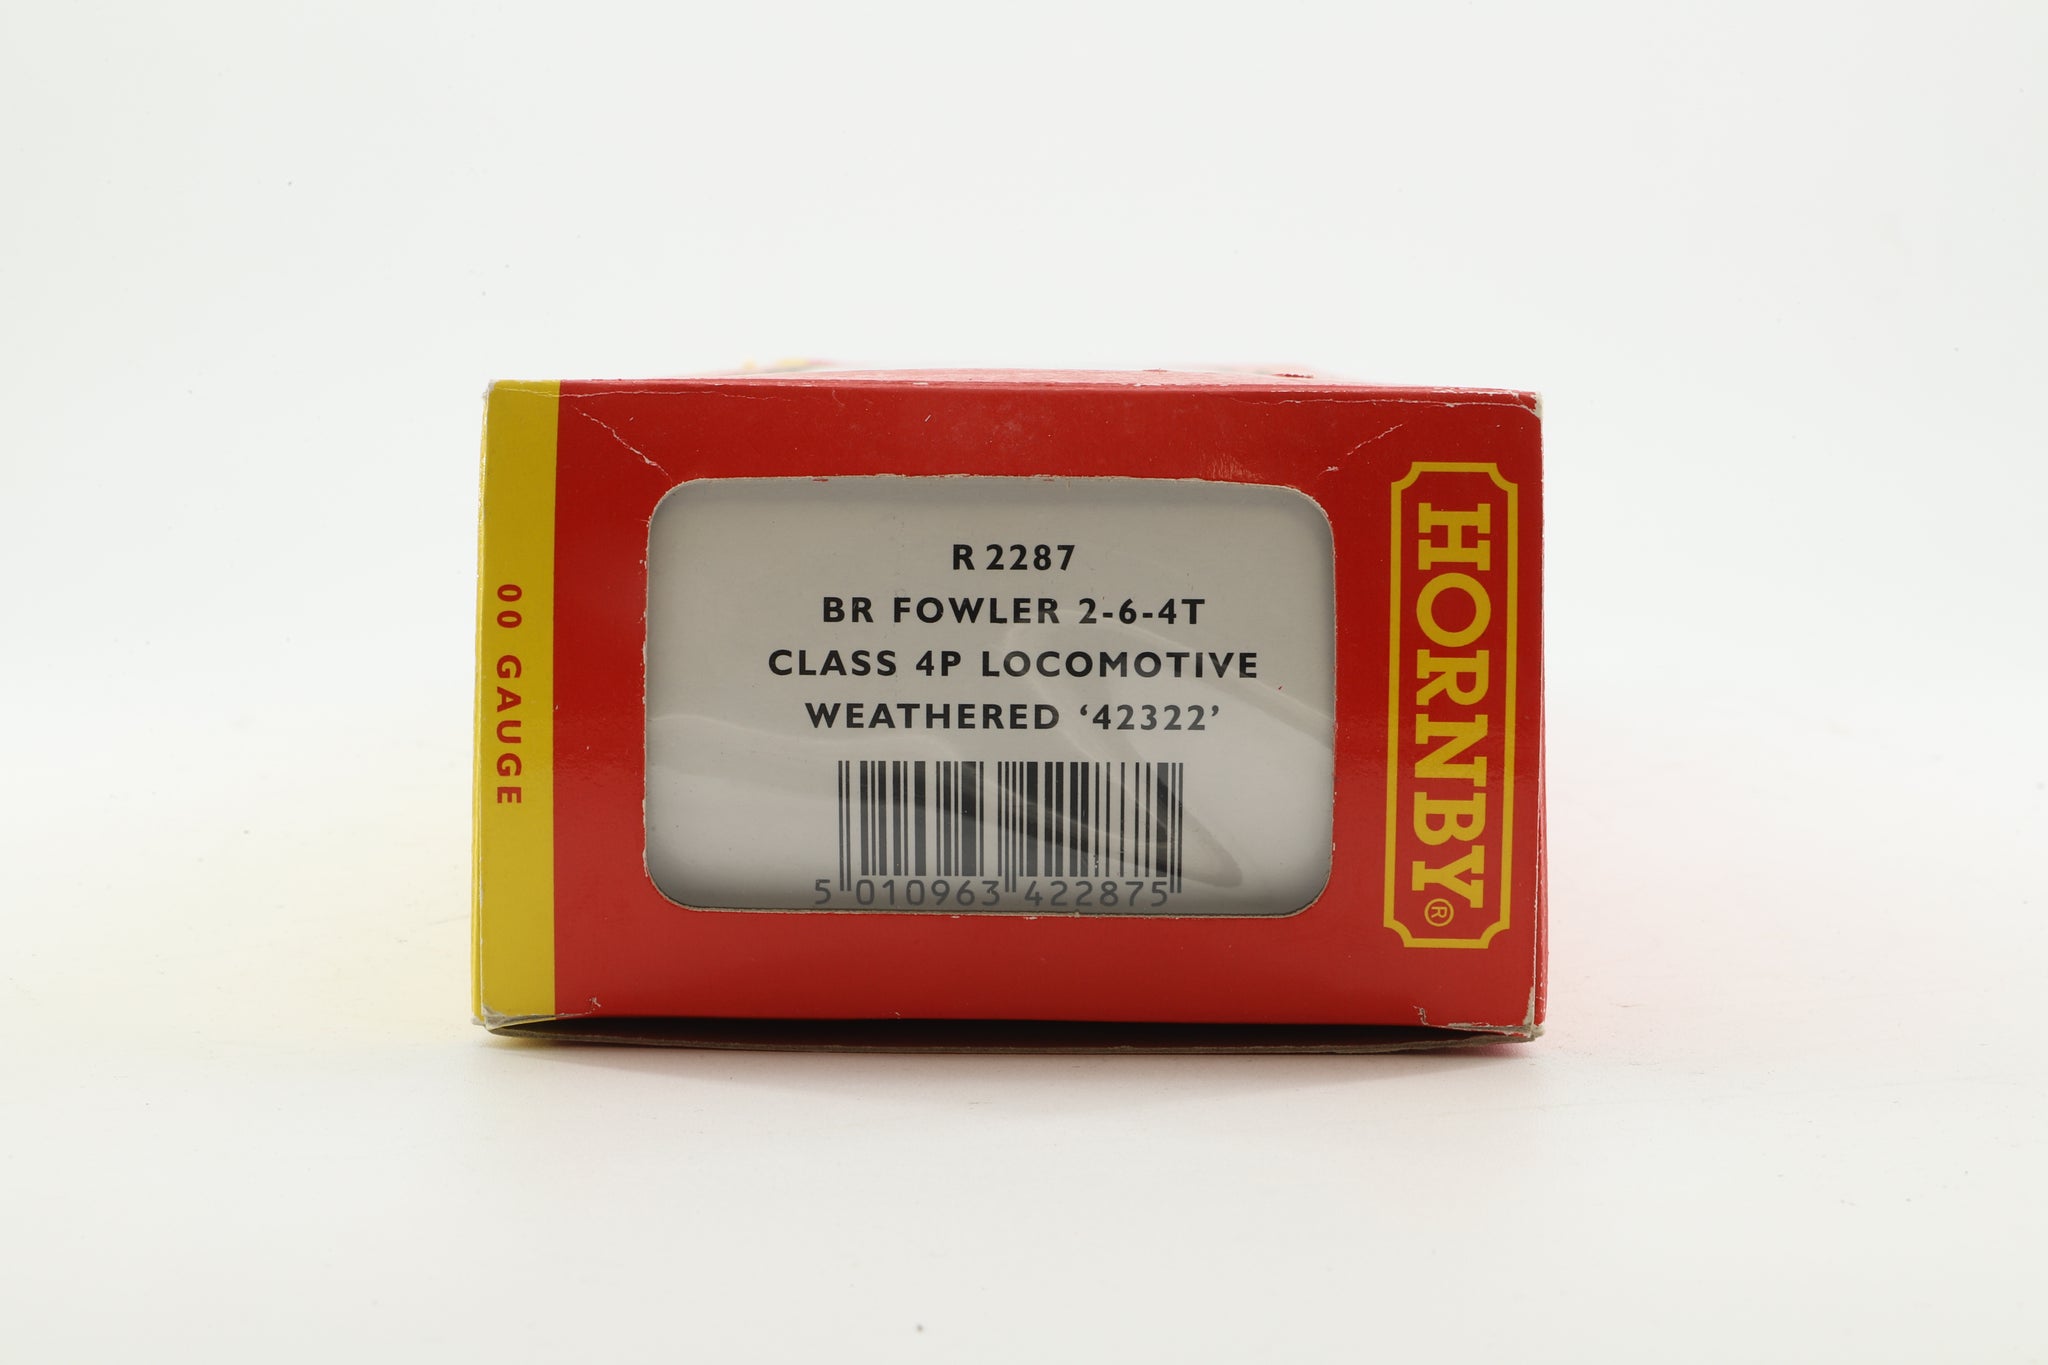 R 2287
BR FOWLER 2-6-4T
CLASS 4P LOCOMOTIVE
WEATHERED ‘42322’
5 010963 422875
00 GAUGE
HORNBY®